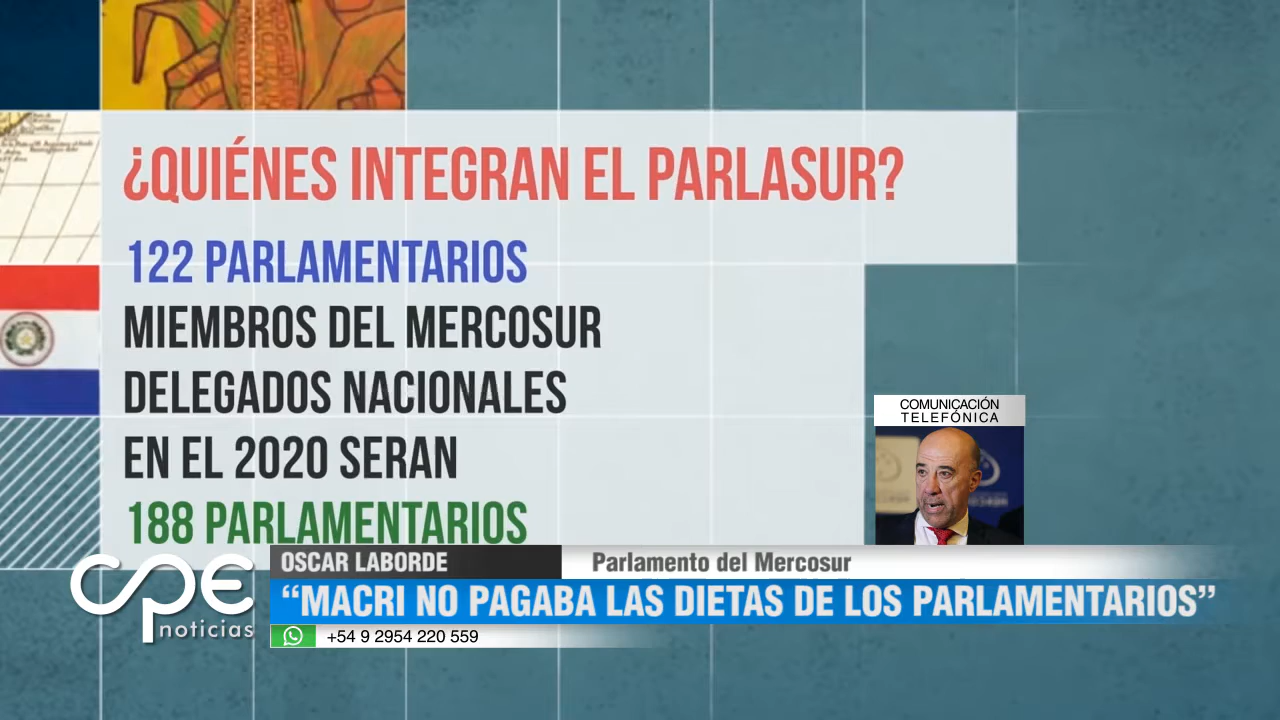 ¿QUIÉNES INTEGRAN EL PARLASUR?
122 PARLAMENTARIOS
MIEMBROS DEL MERCOSUR
DELEGADOS NACIONALES
EN EL 2020 SERAN
188 PARLAMENTARIOS
COMUNICACIÓN
TELEFÓNICA
cpe
noticias
OSCAR LABORDE
Parlamento del Mercosur
“MACRI NO PAGABA LAS DIETAS DE LOS PARLAMENTARIOS”
+54 9 2954 220 559